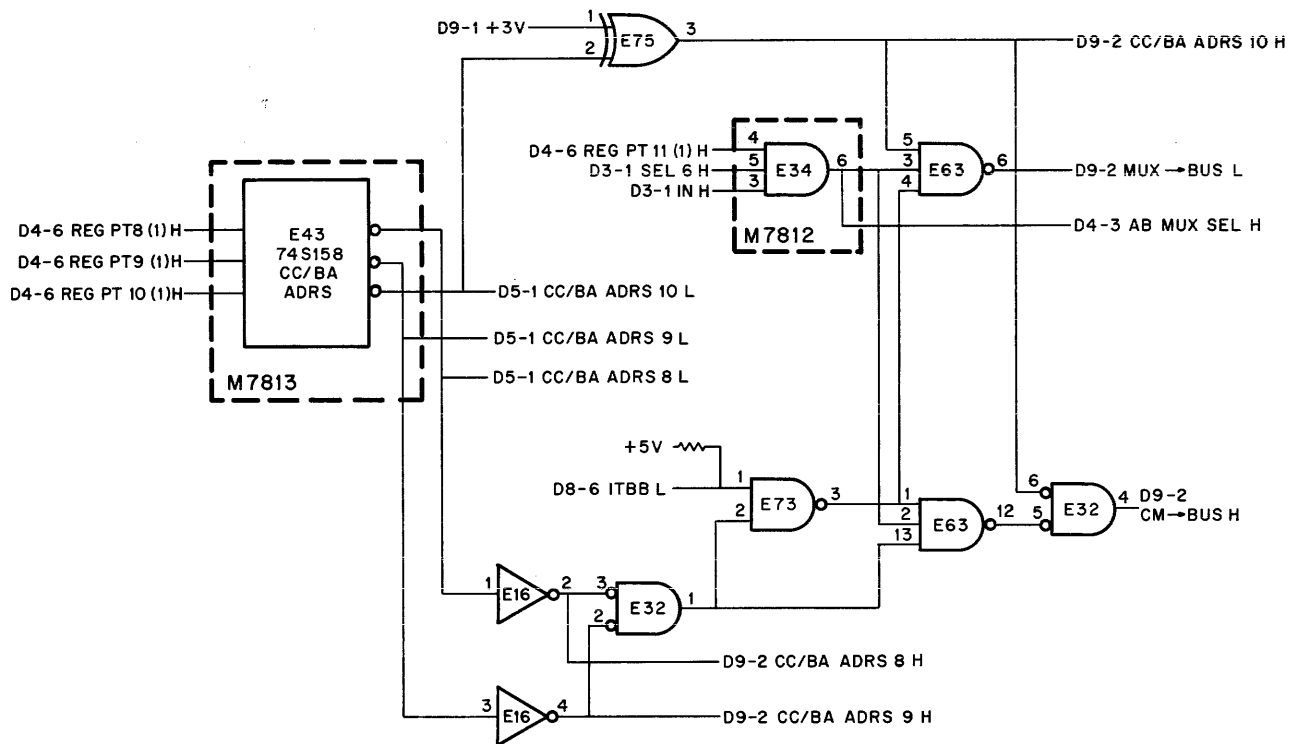 D9-1 +3V
1
2
E75
3
D9-2 CC/BA ADRS 10 H
D4-6 REG PT 11 (1) H
D3-1 SEL 6 H
D3-1 IN H
4
5
3
E34
6
M7812
5
3
4
E63
6
D9-2 MUX → BUS L
D4-3 AB MUX SEL H
D4-6 REG PT8 (1) H
D4-6 REG PT9 (1) H
D4-6 REG PT 10 (1) H
E43
74S158
CC/BA
ADRS
M7813
D5-1 CC/BA ADRS 10 L
D5-1 CC/BA ADRS 9 L
D5-1 CC/BA ADRS 8 L
+5V
D8-6 ITBB L
1
2
E73
3
1
2
13
E63
12
6
5
E32
4
D9-2
CM → BUS H
1
E16
2
3
2
E32
1
D9-2 CC/BA ADRS 8 H
3
E16
4
D9-2 CC/BA ADRS 9 H